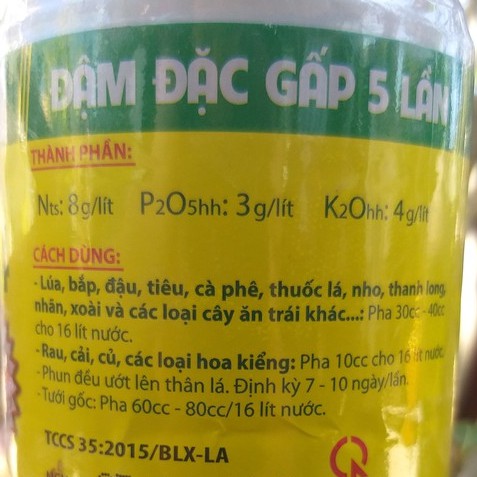 ĐẬM ĐẶC GẤP 5 LẦN
THÀNH PHẦN:
Nts: 8g/lít P2O5hh: 3g/lít K2Ohh: 4g/lít
CÁCH DÙNG:
- Lúa, bắp, đậu, tiêu, cà phê, thuốc lá, nho, thanh long,
nhãn, xoài và các loại cây ăn trái khác...: Pha 30cc - 40cc
cho 16 lít nước.
- Rau, cải, củ, các loại hoa kiểng: Pha 10cc cho 16 lít nước.
- Phun đều ướt lên thân lá. Định kỳ 7 - 10 ngày/lần.
- Tưới gốc: Pha 60cc - 80cc/16 lít nước.
TCCS 35:2015/BLX-LA